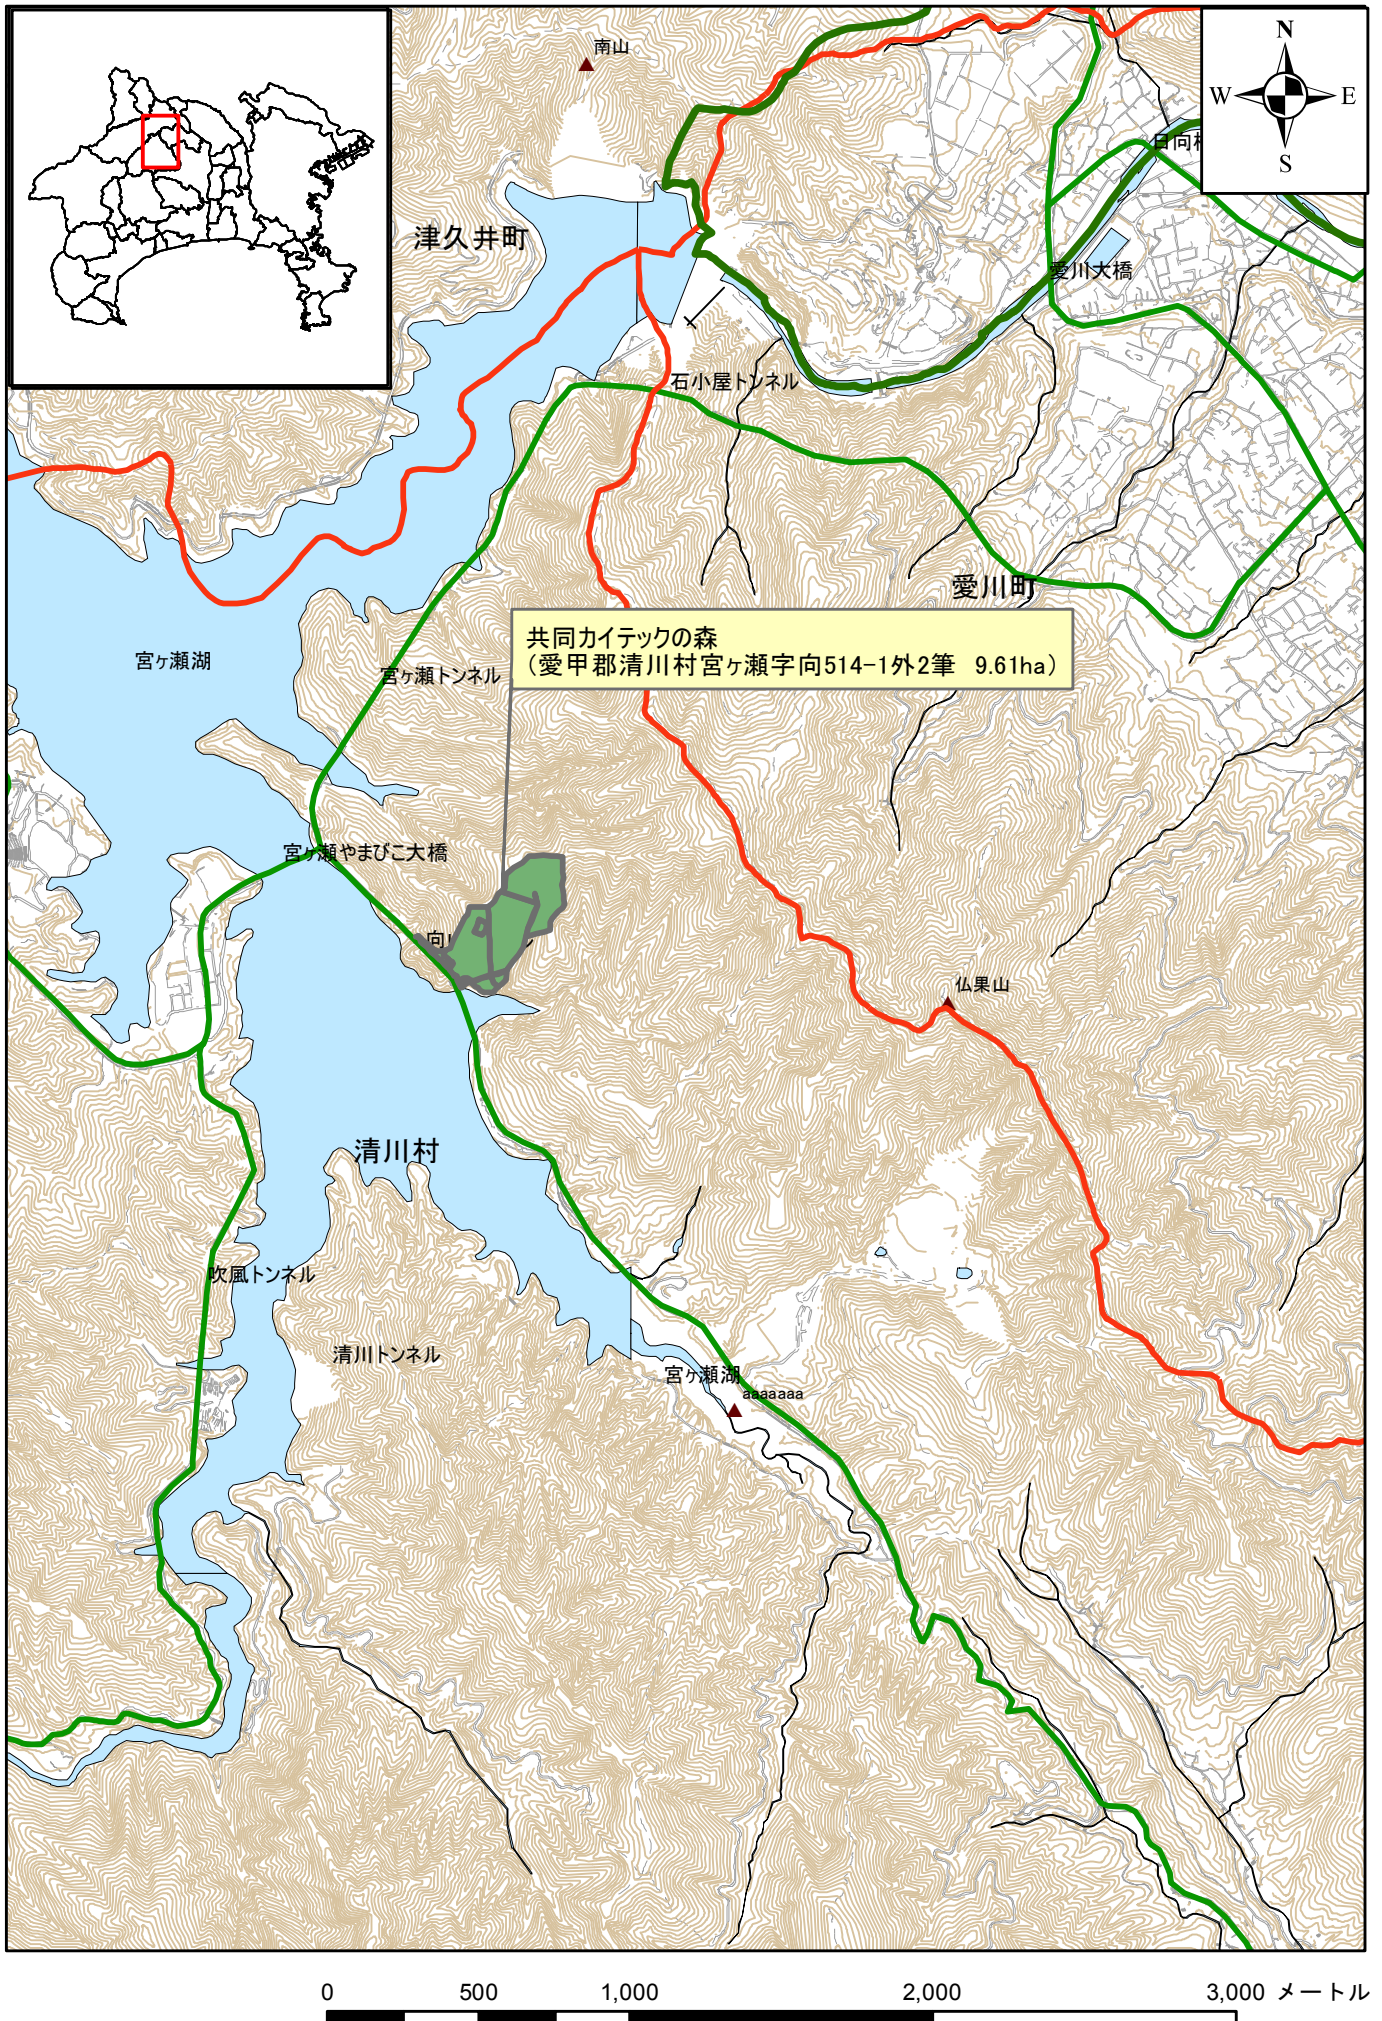 南山
N
W
E
S
日向
津久井町
愛川大橋
石小屋トンネル
愛川町
共同カイテックの森
（愛甲郡清川村宮ヶ瀬字向514-1外2筆 9.61ha）
宮ヶ瀬湖
宮ヶ瀬トンネル
宮ヶ瀬やまびこ大橋
向
仏果山
清川村
吹風トンネル
清川トンネル
宮ヶ瀬湖
aaaaaaa
0 500 1,000 2,000 3,000 メートル